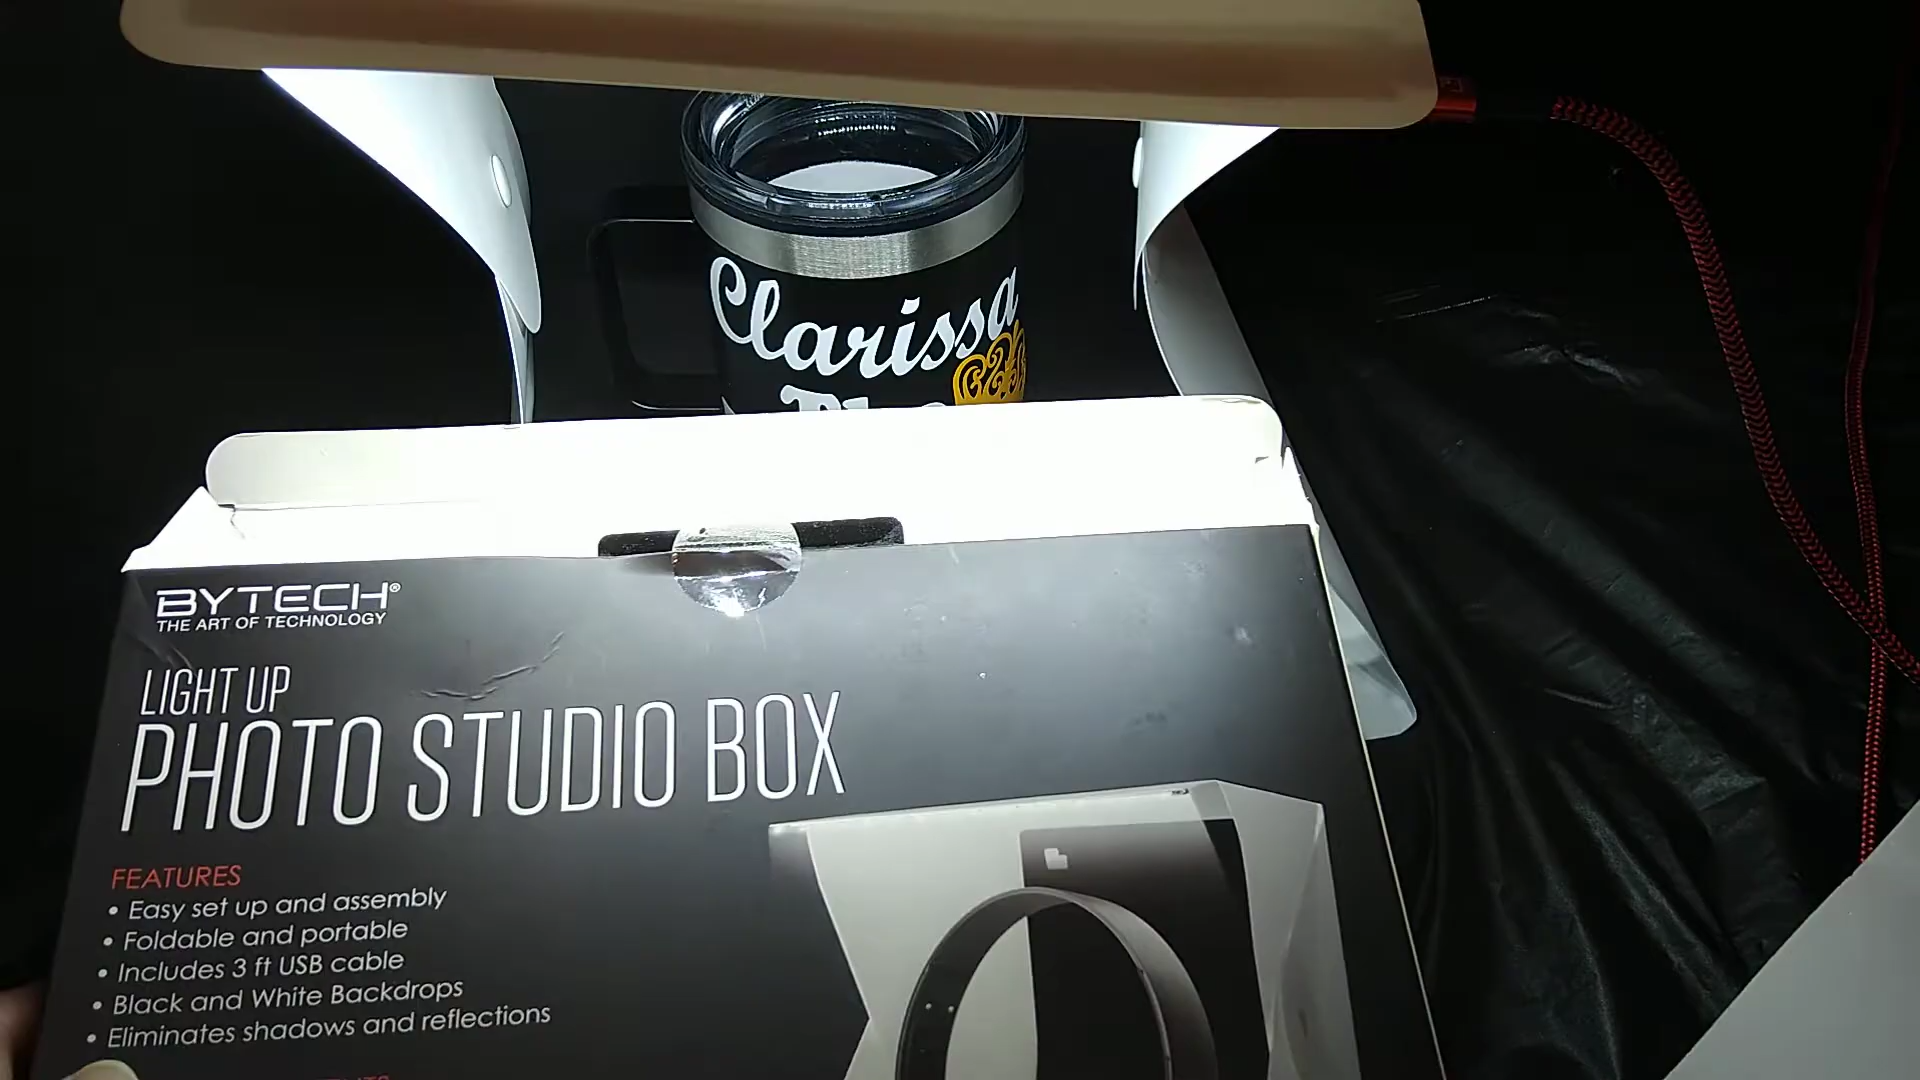 Clarissa
BYTECH®
THE ART OF TECHNOLOGY
LIGHT UP
PHOTO STUDIO BOX
FEATURES
• Easy set up and assembly
• Foldable and portable
• Includes 3 ft USB cable
• Black and White Backdrops
• Eliminates shadows and reflections